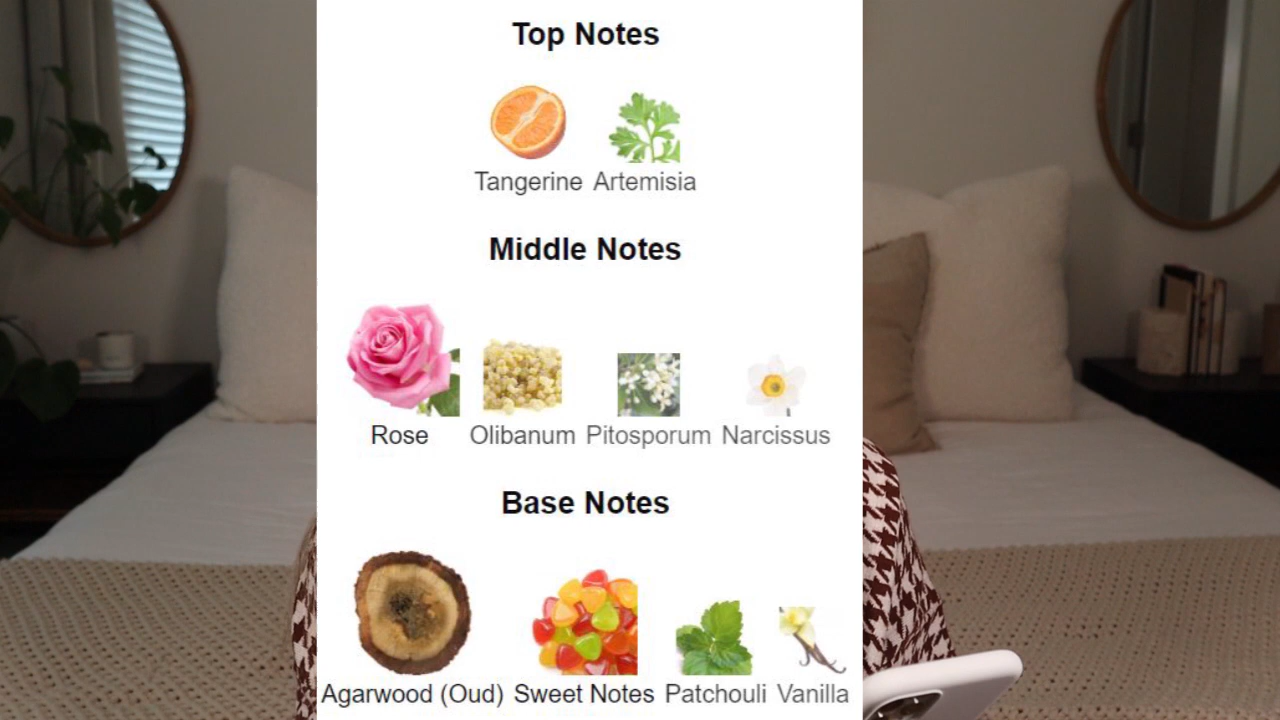 Top Notes
Tangerine Artemisia
Middle Notes
Rose Olibanum Pitosporum Narcissus
Base Notes
Agarwood (Oud) Sweet Notes Patchouli Vanilla